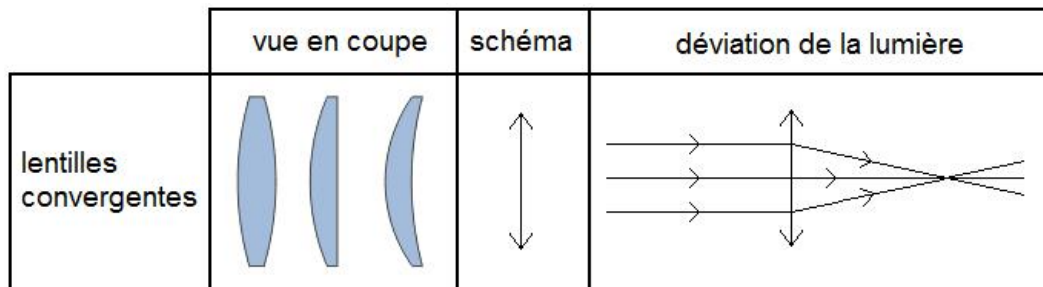 vue en coupe
schéma
déviation de la lumière
lentilles
convergentes